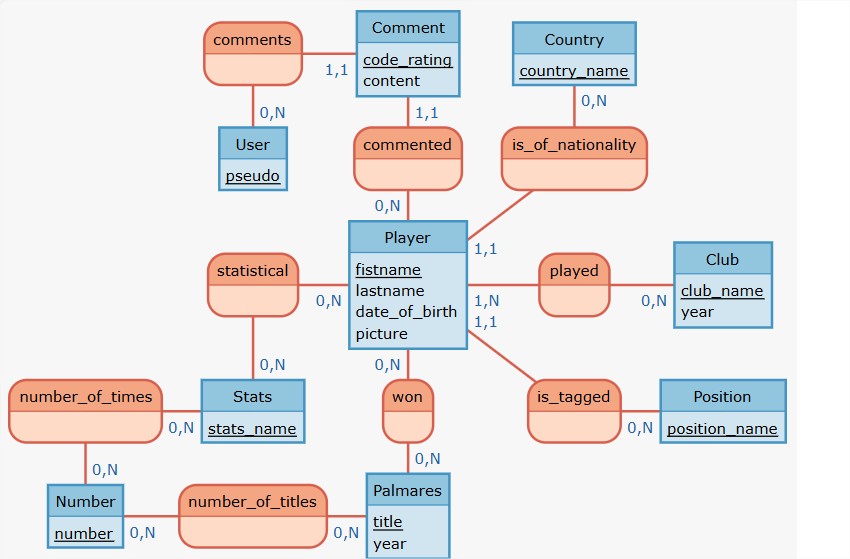 comments
Comment
code_rating
content
Country
country_name
1,1
0,N
1,1
0,N
User
pseudo
commented
is_of_nationality
0,N
Player
fistname
lastname
date_of_birth
picture
1,1
statistical
0,N
1,N
1,1
played
0,N
Club
club_name
year
0,N
0,N
number_of_times
0,N
Stats
stats_name
won
is_tagged
0,N
Position
position_name
0,N
0,N
Number
number
0,N
number_of_titles
0,N
Palmares
title
year